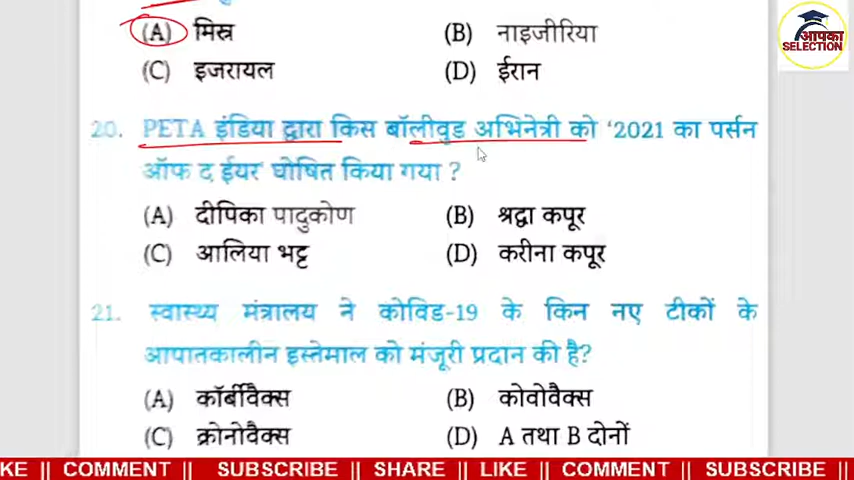 (A) मिस्र (B) नाइजीरिया
आपका
SELECTION
(C) इजरायल (D) ईरान
20. PETA इंडिया द्वारा किस बॉलीवुड अभिनेत्री को ‘2021 का पर्सन
ऑफ द ईयर’ घोषित किया गया ?
(A) दीपिका पादुकोण (B) श्रद्धा कपूर
(C) आलिया भट्ट (D) करीना कपूर
21. स्वास्थ्य मंत्रालय ने कोविड-19 के किन नए टीकों के
आपातकालीन इस्तेमाल को मंजूरी प्रदान की है?
(A) कॉर्बीवैक्स (B) कोवोवैक्स
(C) क्रोनोवैक्स (D) A तथा B दोनों
KE || COMMENT || SUBSCRIBE || SHARE || LIKE || COMMENT || SUBSCRIBE